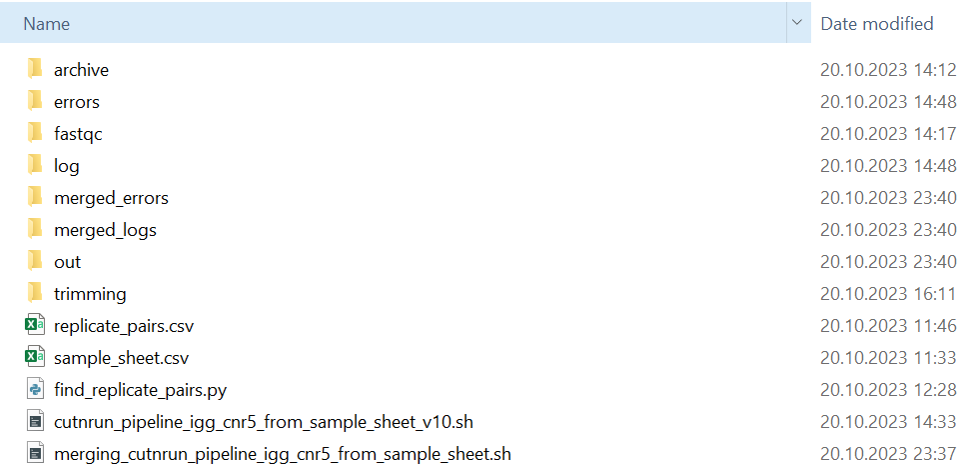 Name Date modified
archive 20.10.2023 14:12
errors 20.10.2023 14:48
fastqc 20.10.2023 14:17
log 20.10.2023 14:48
merged_errors 20.10.2023 23:40
merged_logs 20.10.2023 23:40
out 20.10.2023 23:40
trimming 20.10.2023 16:11
replicate_pairs.csv 20.10.2023 11:46
sample_sheet.csv 20.10.2023 11:33
find_replicate_pairs.py 20.10.2023 12:28
cutnrun_pipeline_igg_cnr5_from_sample_sheet_v10.sh 20.10.2023 14:33
merging_cutnrun_pipeline_igg_cnr5_from_sample_sheet.sh 20.10.2023 23:37